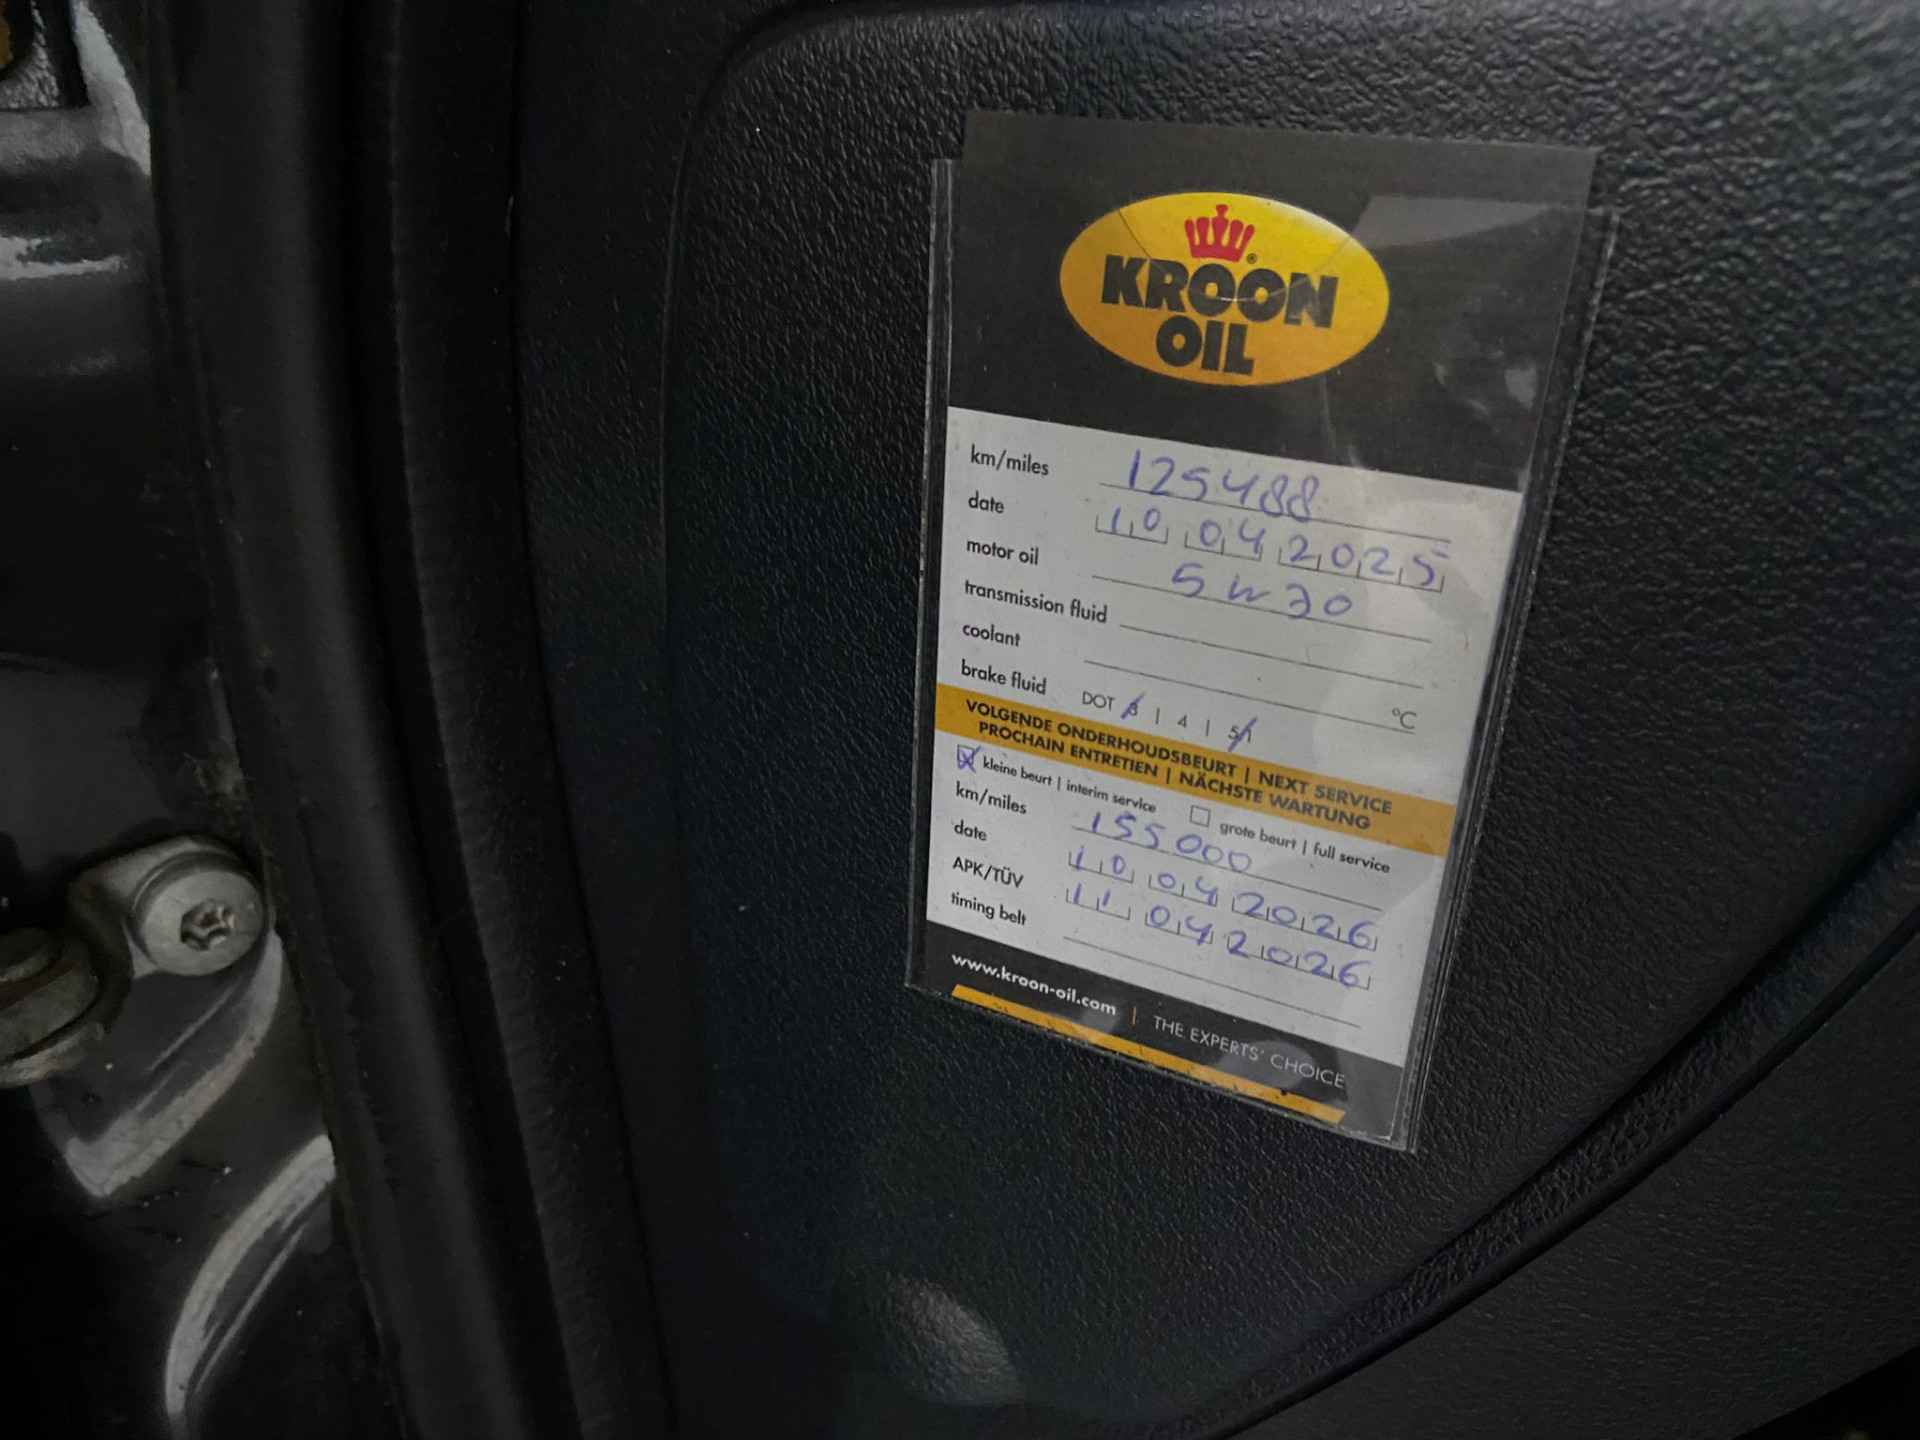 KROON
OIL
km/miles 125488
date 10 04 2025
motor oil 5w30
transmission fluid
coolant °C
brake fluid DOT 3 | 4 | 5.1
VOLGENDE ONDERHOUDSBEURT | NEXT SERVICE
PROCHAIN ENTRETIEN | NÄCHSTE WARTUNG
kleine beurt | interim service grote beurt | full service
km/miles 155000
date 10 04 2026
APK/TÜV 11 04 2026
timing belt
www.kroon-oil.com | THE EXPERTS' CHOICE